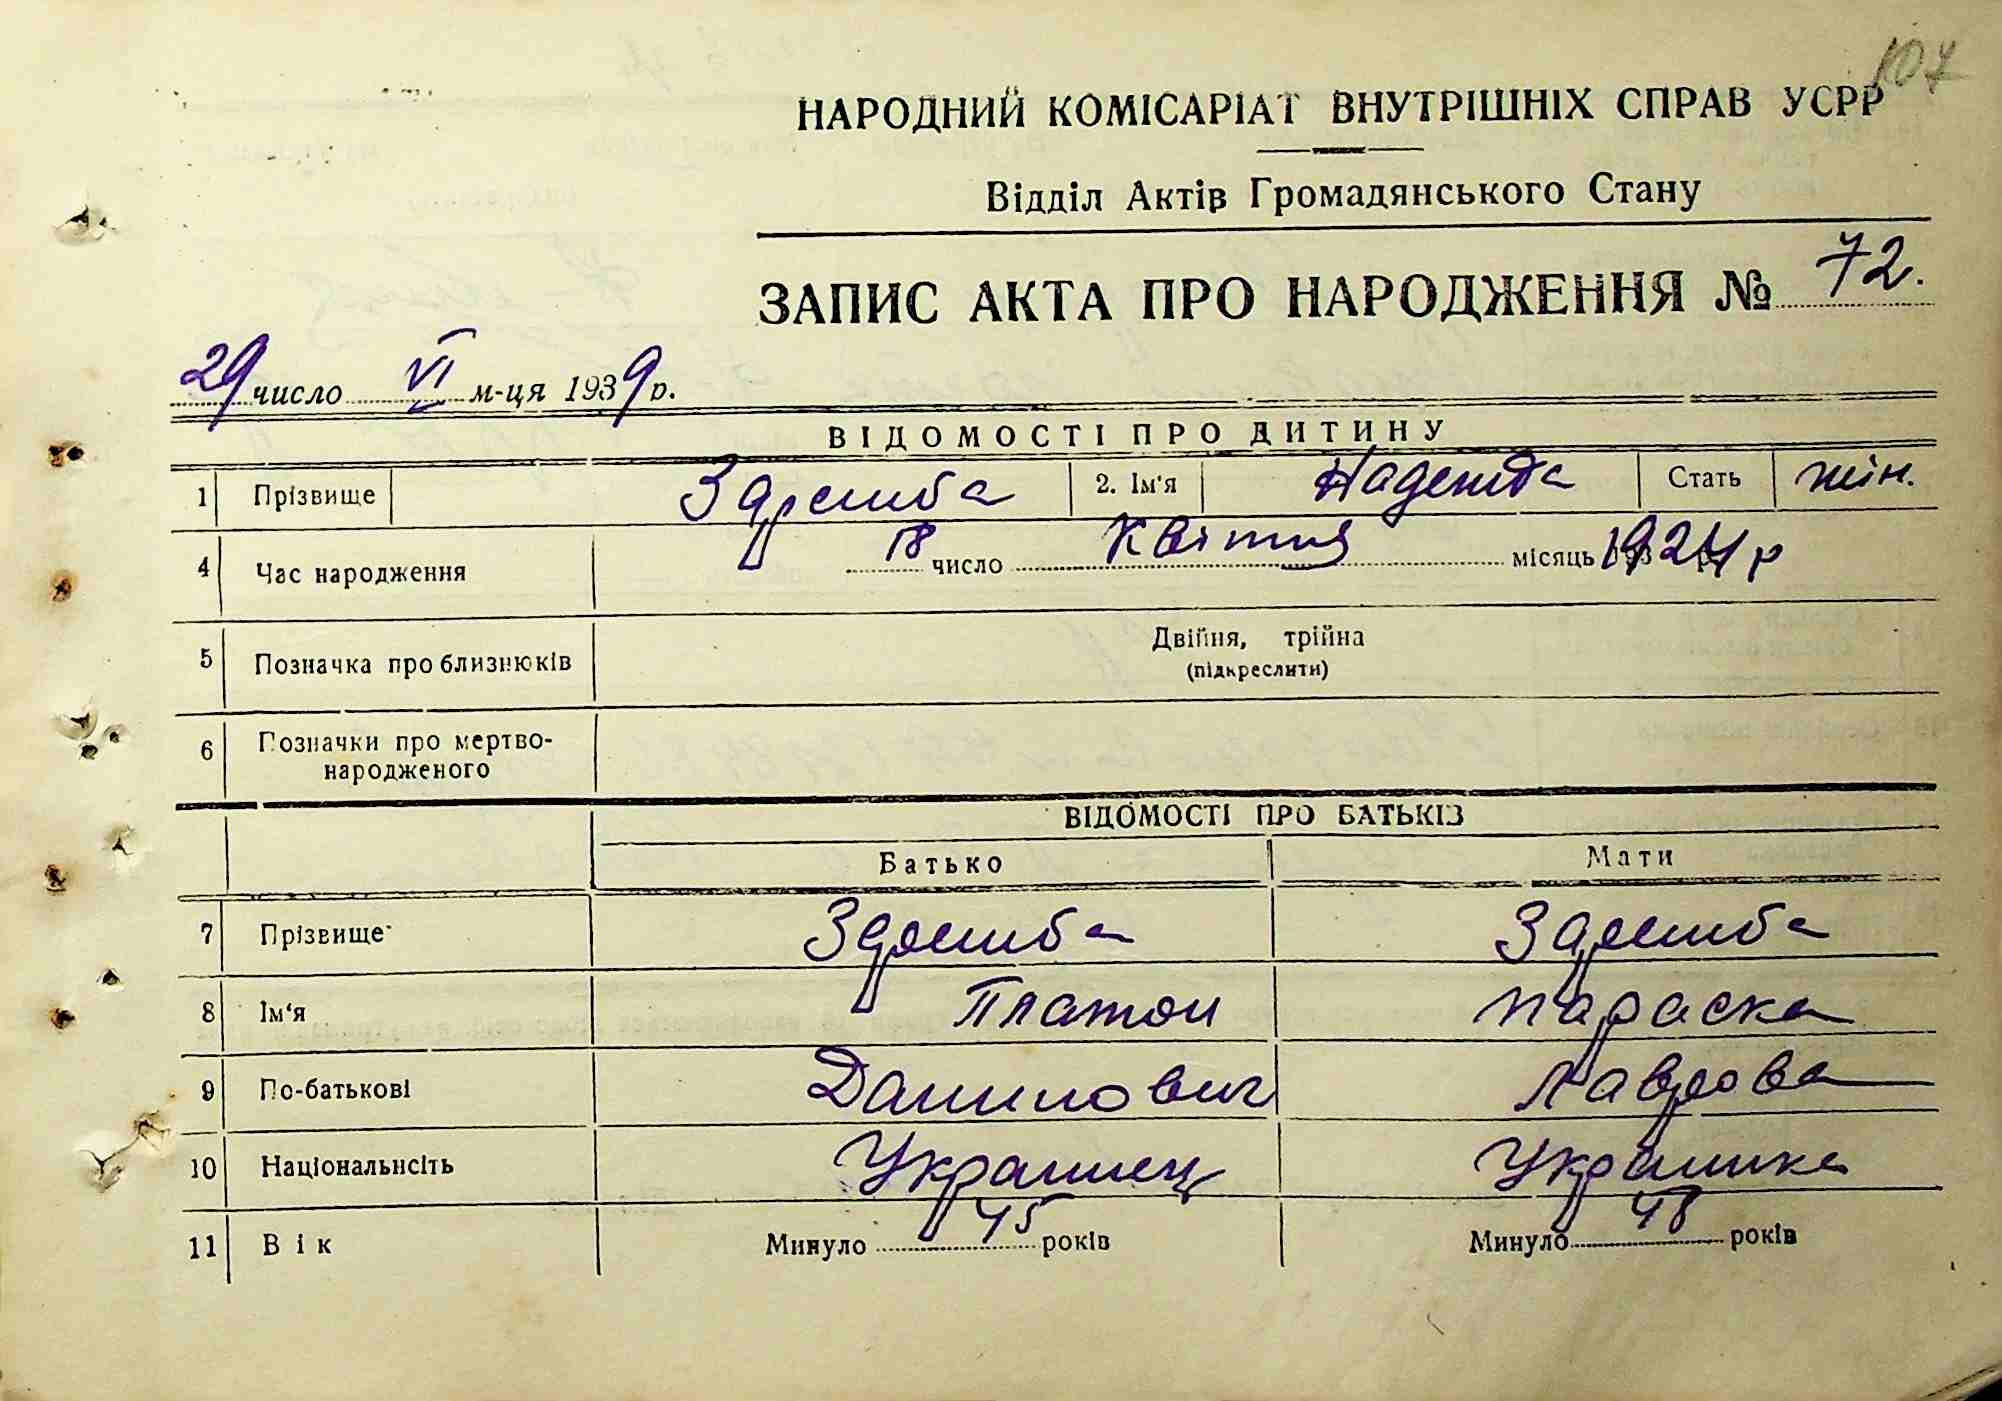 107
НАРОДНИЙ КОМІСАРІАТ ВНУТРІШНІХ СПРАВ УСРР
Відділ Актів Громадянського Стану
ЗАПИС АКТА ПРО НАРОДЖЕННЯ № 72.
29 число VI м-ця 1939 р.
ВІДОМОСТІ ПРО ДИТИНУ
1 Прізвище 2. Ім'я Надежда Стать жін.
4 Час народження 18 число Квітня місяць 1924 р
5 Позначка про близнюків Двійня, трійна
(підкреслити)
6 Позначки про мертво-
народженого
ВІДОМОСТІ ПРО БАТЬКІВ
Батько Мати
7 Прізвище
8 Ім'я Платон Параска
9 По-батькові Данилович Лаврова
10 Національність Українец Українка
11 Вік Минуло 45 років Минуло 48 років